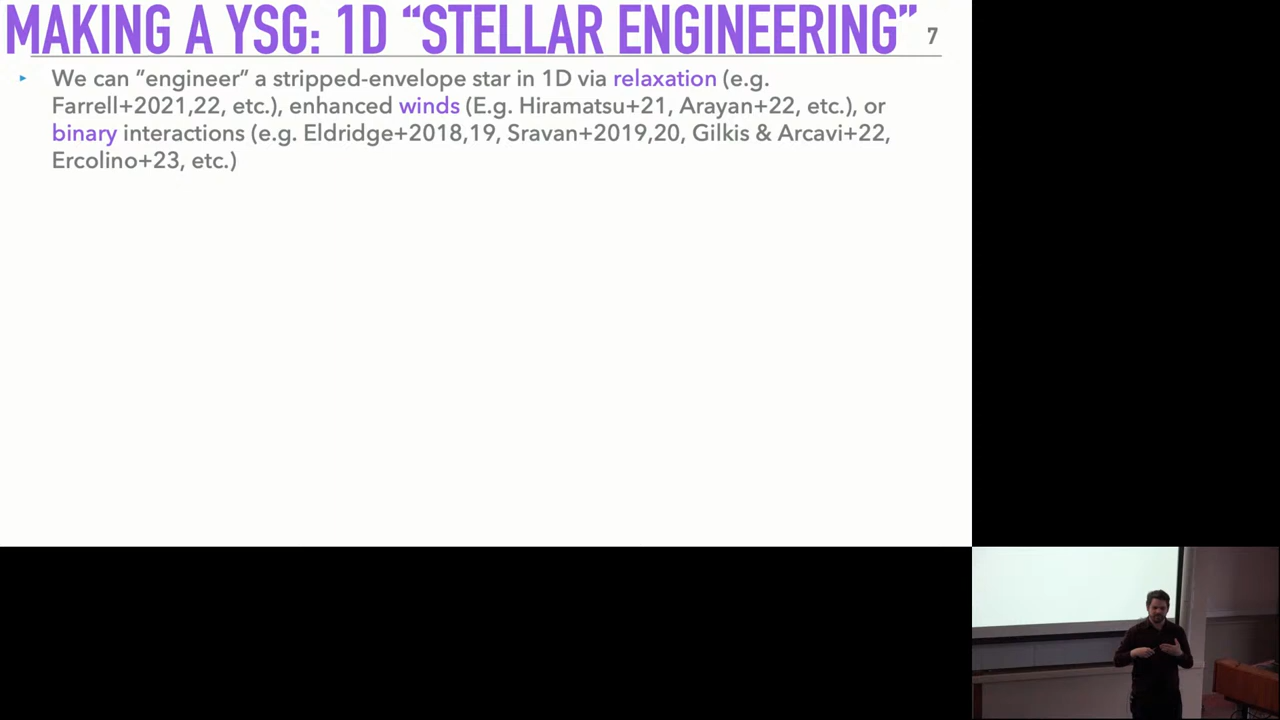 MAKING A YSG: 1D “STELLAR ENGINEERING” 7
▸ We can ”engineer” a stripped-envelope star in 1D via relaxation (e.g.
Farrell+2021,22, etc.), enhanced winds (E.g. Hiramatsu+21, Arayan+22, etc.), or
binary interactions (e.g. Eldridge+2018,19, Sravan+2019,20, Gilkis & Arcavi+22,
Ercolino+23, etc.)